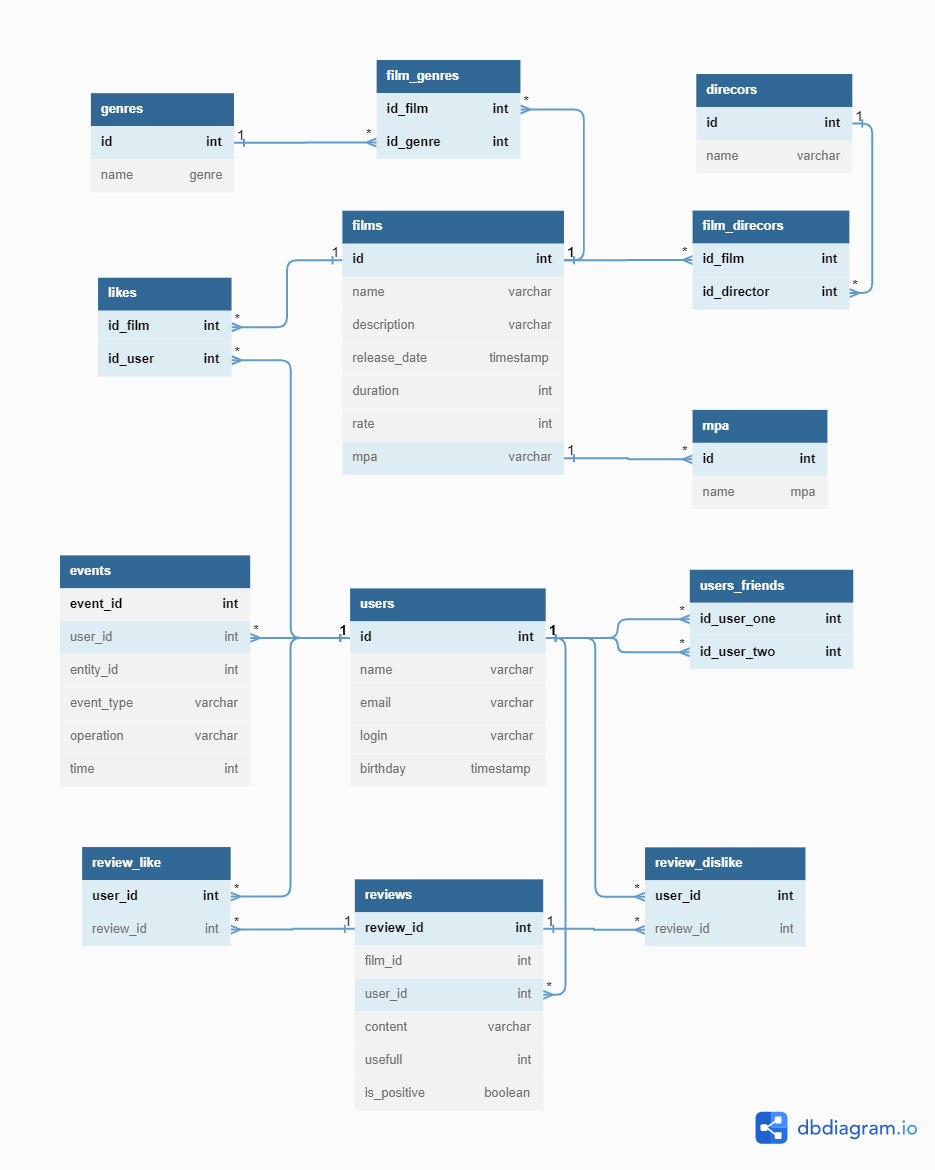 film_genres
id_film int
id_genre int
genres
id int
name genre
direcors
id int
name varchar
1
*
*
1
films
id int
name varchar
description varchar
release_date timestamp
duration int
rate int
mpa varchar
film_direcors
id_film int
id_director int
1
1
*
*
likes
id_film int
id_user int
*
*
mpa
id int
name mpa
1
*
events
event_id int
user_id int
entity_id int
event_type varchar
operation varchar
time int
users
id int
name varchar
email varchar
login varchar
birthday timestamp
users_friends
id_user_one int
id_user_two int
*
1
1
*
*
review_like
user_id int
review_id int
*
*
reviews
review_id int
film_id int
user_id int
content varchar
usefull int
is_positive boolean
1
1
*
review_dislike
user_id int
review_id int
*
*
dbdiagram.io